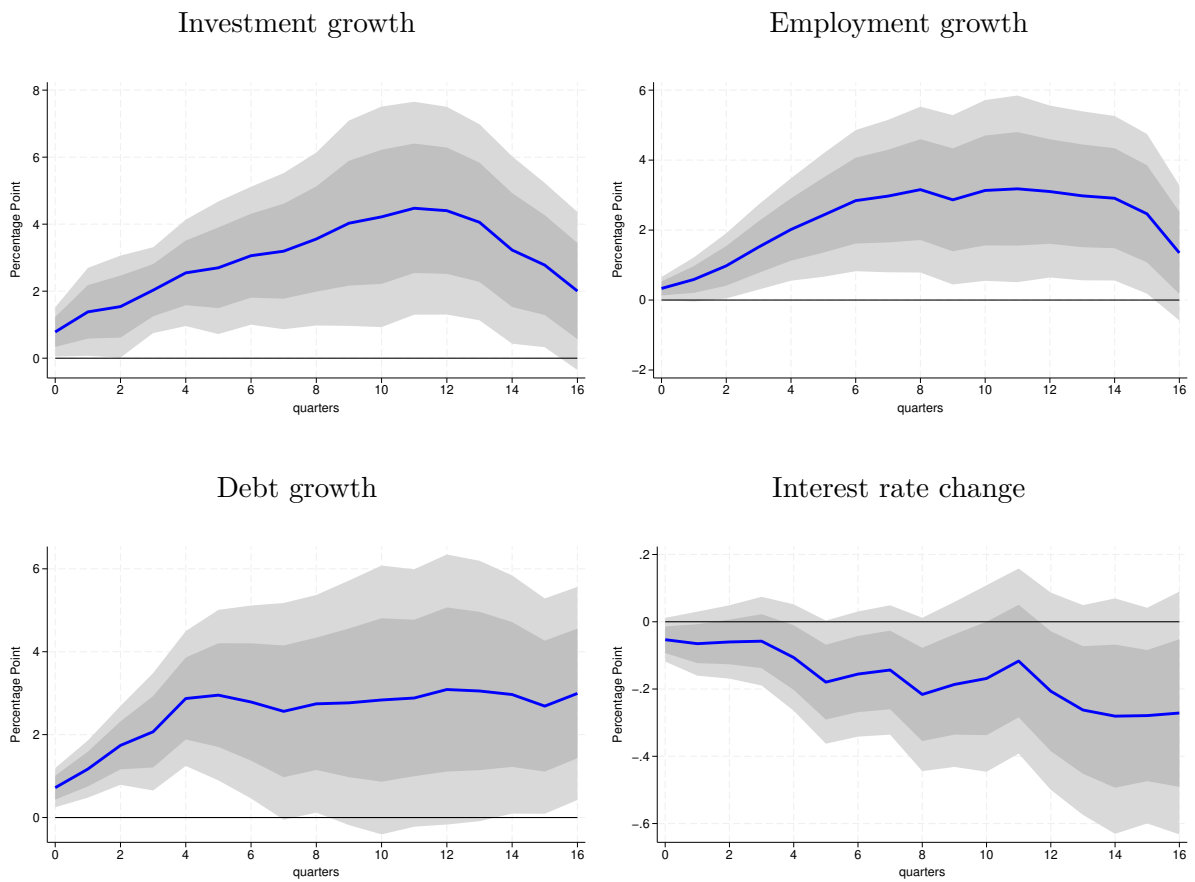 Investment growth
Percentage Point
8
6
4
2
0
0 2 4 6 8 10 12 14 16
quarters
Employment growth
Percentage Point
6
4
2
0
−2
0 2 4 6 8 10 12 14 16
quarters
Debt growth
Percentage Point
6
4
2
0
0 2 4 6 8 10 12 14 16
quarters
Interest rate change
Percentage Point
.2
0
−.2
−.4
−.6
0 2 4 6 8 10 12 14 16
quarters